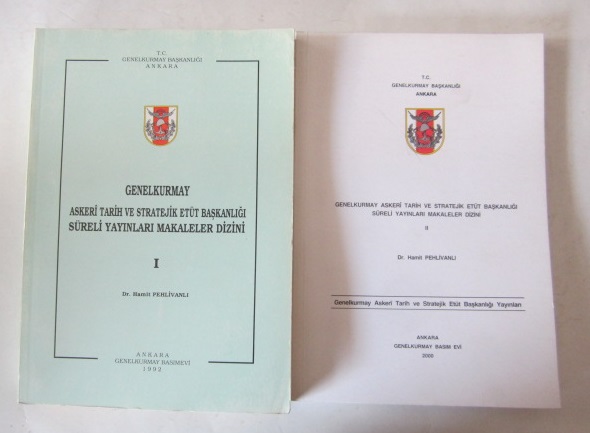 T.C.
GENELKURMAY BAŞKANLIĞI
ANKARA
GENELKURMAY
ASKERİ TARİH VE STRATEJİK ETÜT BAŞKANLIĞI
SÜRELİ YAYINLARI MAKALELER DİZİNİ
I
Dr. Hamit PEHLİVANLI
ANKARA
GENELKURMAY BASIMEVİ
1992
T.C.
GENELKURMAY BAŞKANLIĞI
ANKARA
GENELKURMAY ASKERİ TARİH VE STRATEJİK ETÜT BAŞKANLIĞI
SÜRELİ YAYINLARI MAKALELER DİZİNİ
II
Dr. Hamit PEHLİVANLI
Genelkurmay Askeri Tarih ve Stratejik Etüt Başkanlığı Yayınları
ANKARA
GENELKURMAY BASIM EVİ
2000